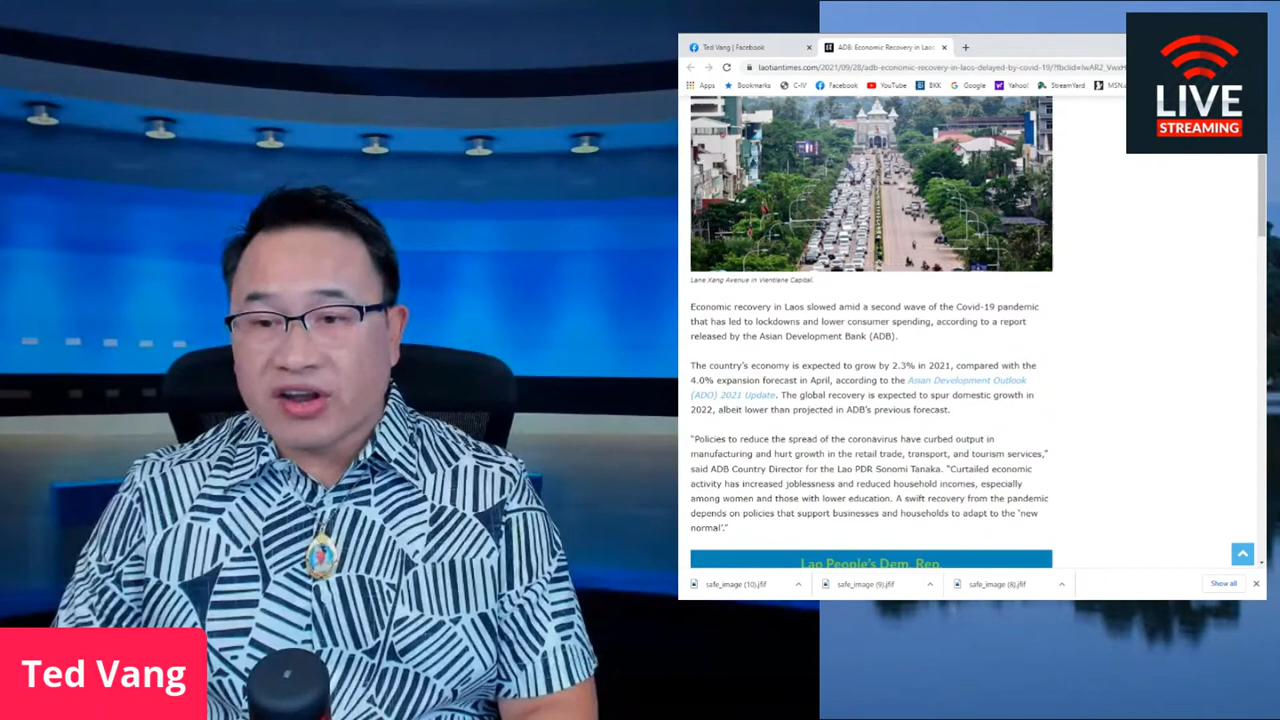 Ted Vang | Facebook
ADB: Economic Recovery in Laos
laotiantimes.com/2021/09/28/adb-economic-recovery-in-laos-delayed-by-covid-19/?fbclid=IwAR2_VwxH
Apps
Bookmarks
C-IV
Facebook
YouTube
BKK
Google
Yahoo!
StreamYard
MSN
LIVE
STREAMING
Lane Xang Avenue in Vientiane Capital.
Economic recovery in Laos slowed amid a second wave of the Covid-19 pandemic
that has led to lockdowns and lower consumer spending, according to a report
released by the Asian Development Bank (ADB).
The country's economy is expected to grow by 2.3% in 2021, compared with the
4.0% expansion forecast in April, according to the Asian Development Outlook
(ADO) 2021 Update. The global recovery is expected to spur domestic growth in
2022, albeit lower than projected in ADB's previous forecast.
"Policies to reduce the spread of the coronavirus have curbed output in
manufacturing and hurt growth in the retail trade, transport, and tourism services,"
said ADB Country Director for the Lao PDR Sonomi Tanaka. "Curtailed economic
activity has increased joblessness and reduced household incomes, especially
among women and those with lower education. A swift recovery from the pandemic
depends on policies that support businesses and households to adapt to the 'new
normal'."
Lao People's Dem. Rep.
safe_image (10).jfif
safe_image (9).jfif
safe_image (8).jfif
Show all
Ted Vang